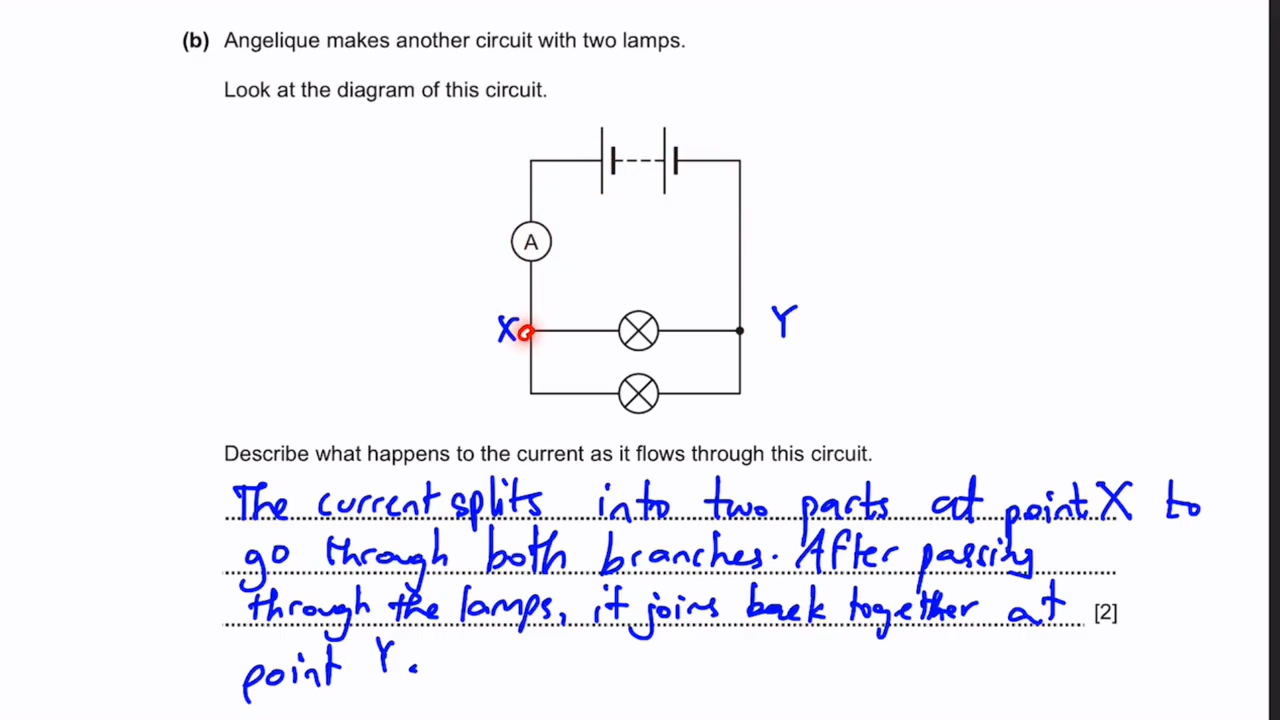 (b) Angelique makes another circuit with two lamps.
Look at the diagram of this circuit.
A
X
Y
Describe what happens to the current as it flows through this circuit.
The current splits into two parts at point X to
go through both branches. After passing
through the lamps, it joins back together at
[2]
point Y.